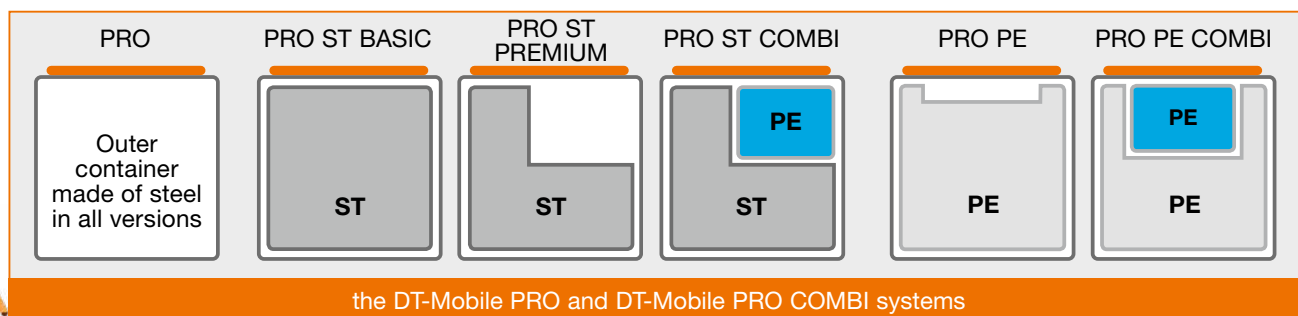 PRO
PRO ST BASIC
PRO ST
PREMIUM
PRO ST COMBI
PRO PE
PRO PE COMBI
Outer
container
made of steel
in all versions
ST
ST
PE
ST
PE
PE
PE
the DT-Mobile PRO and DT-Mobile PRO COMBI systems